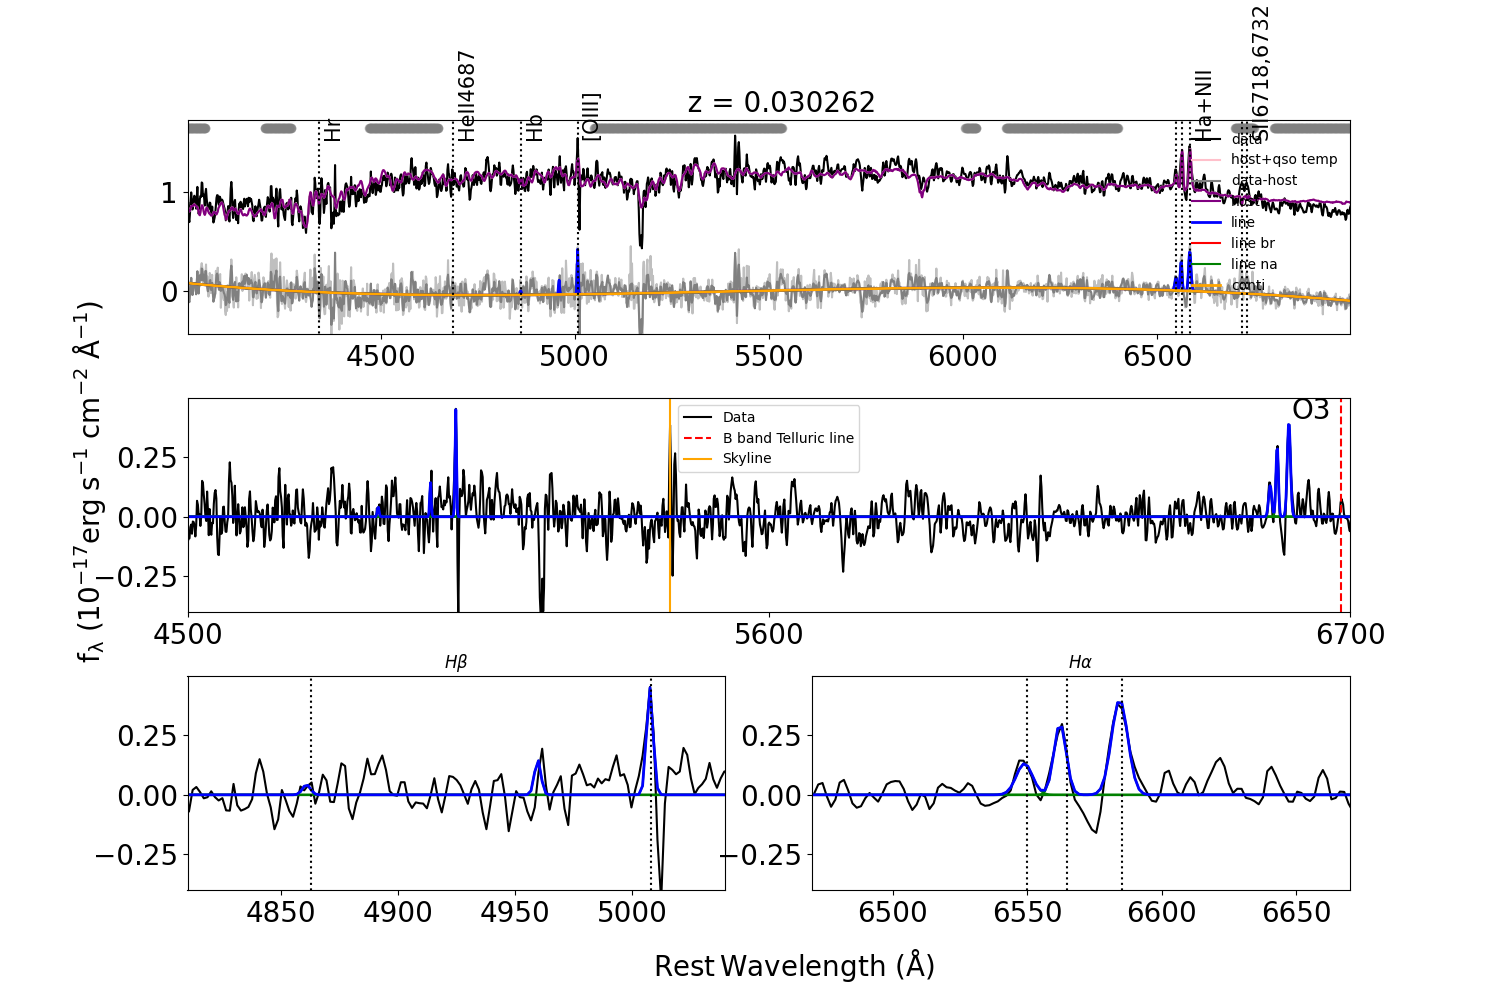 z = 0.030262
Hr
HeII4687
Hb
[OIII]
Ha+NII
SII6718,6732
data
host+qso temp
data-host
host
line
line br
line na
conti
1
0
4500 5000 5500 6000 6500
f_λ (10⁻¹⁷erg s⁻¹ cm⁻² Å⁻¹)
O3
Data
B band Telluric line
Skyline
0.25
0.00
−0.25
4500 5600 6700
Hβ
0.25
0.00
−0.25
4850 4900 4950 5000
Hα
0.25
0.00
−0.25
6500 6550 6600 6650
Rest Wavelength (Å)